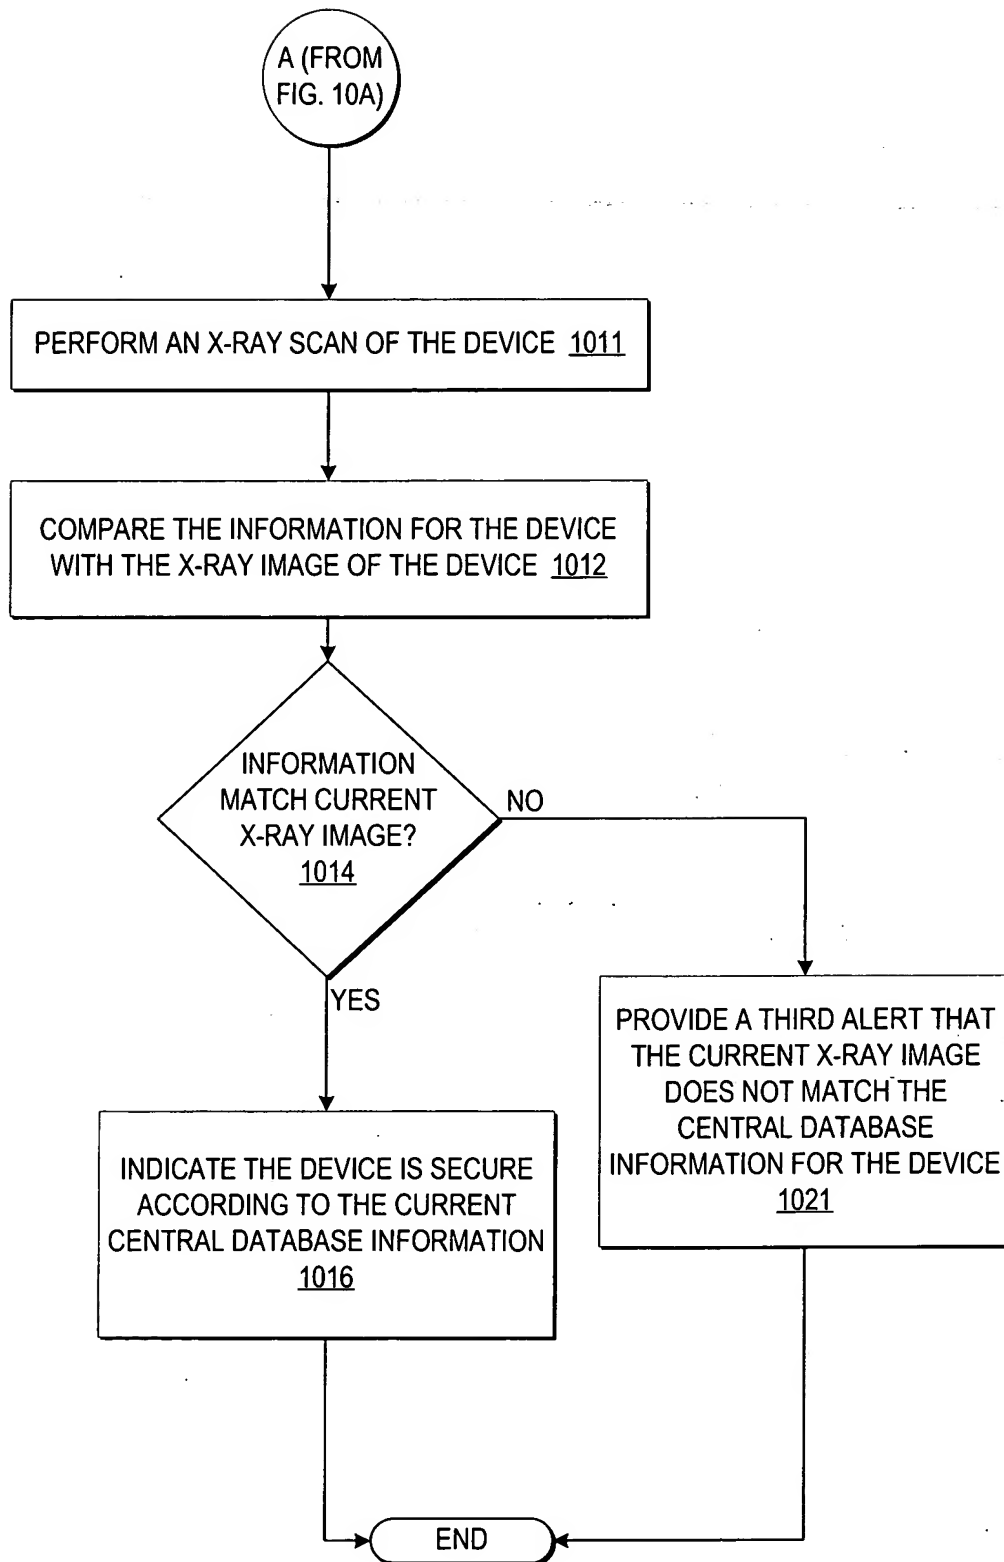 A (FROM
FIG. 10A)
PERFORM AN X-RAY SCAN OF THE DEVICE 1011
COMPARE THE INFORMATION FOR THE DEVICE
WITH THE X-RAY IMAGE OF THE DEVICE 1012
INFORMATION
MATCH CURRENT
X-RAY IMAGE?
1014
NO
YES
PROVIDE A THIRD ALERT THAT
THE CURRENT X-RAY IMAGE
DOES NOT MATCH THE
CENTRAL DATABASE
INFORMATION FOR THE DEVICE
1021
INDICATE THE DEVICE IS SECURE
ACCORDING TO THE CURRENT
CENTRAL DATABASE INFORMATION
1016
END